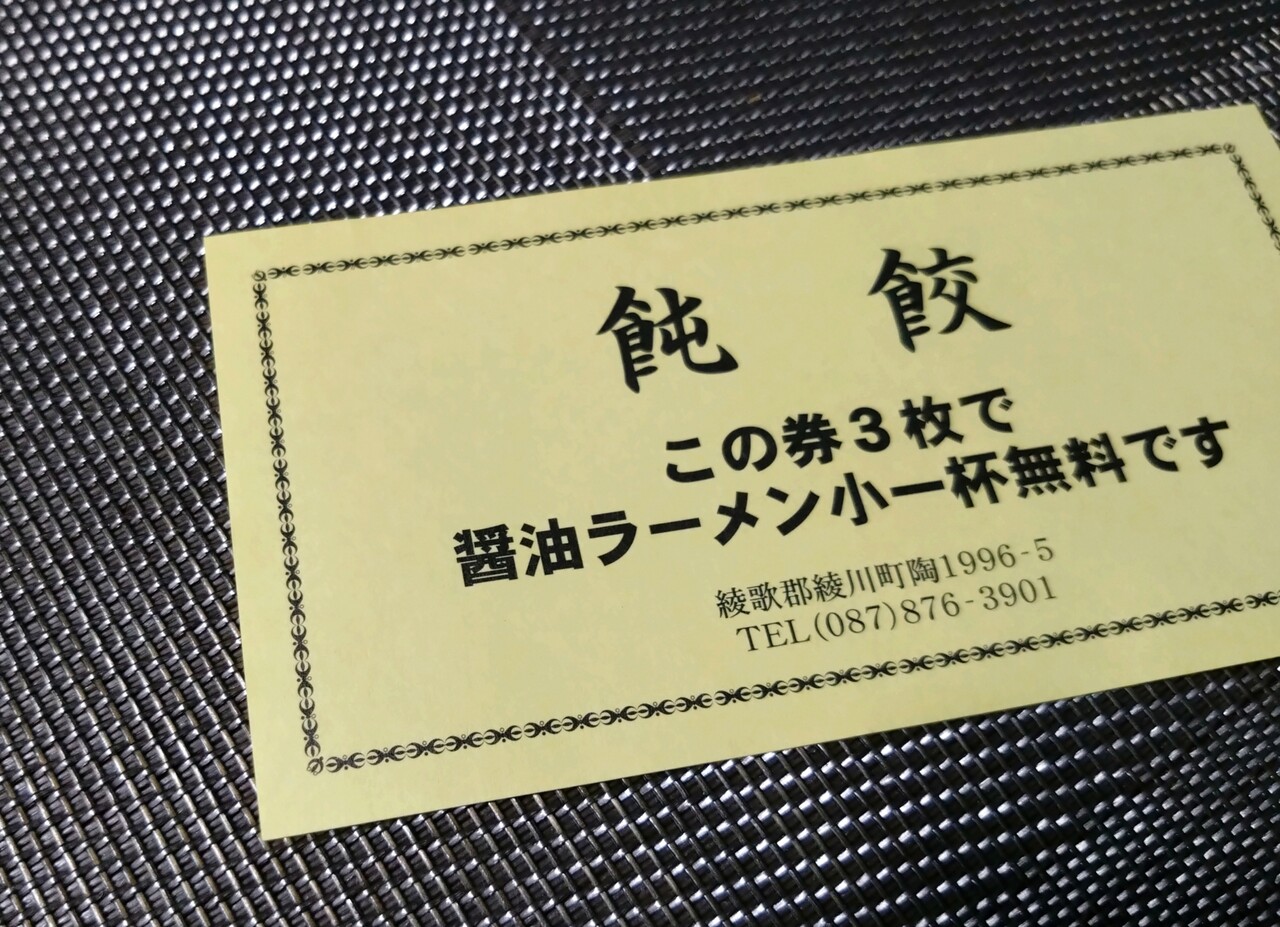 飩餃
この券3枚で
醤油ラーメン小一杯無料です
綾歌郡綾川町陶1996-5
TEL(087)876-3901